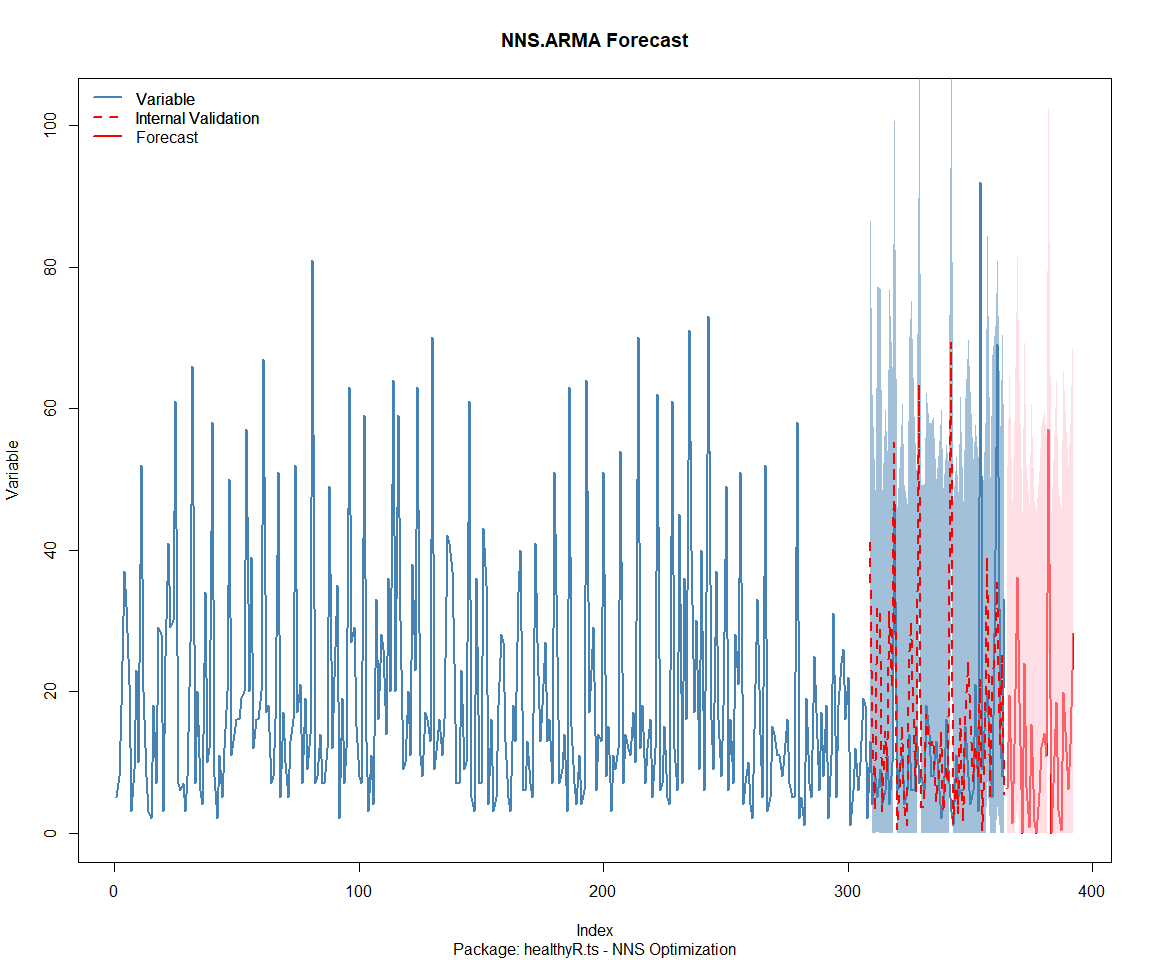 NNS.ARMA Forecast
Variable
Internal Validation
Forecast
Variable
100
80
60
40
20
0
0 100 200 300 400
Index
Package: healthyR.ts - NNS Optimization